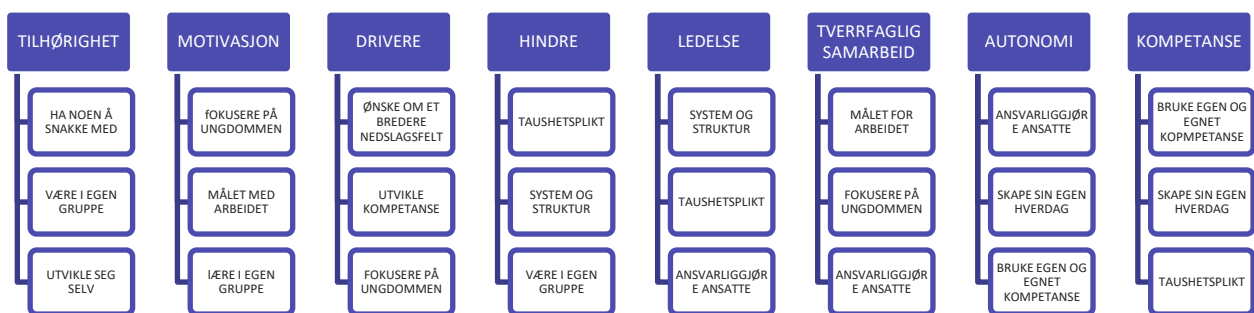 TILHØRIGHET
HA NOEN Å
SNAKKE MED
VÆRE I EGEN
GRUPPE
UTVIKLE SEG
SELV
MOTIVASJON
fOKUSERE PÅ
UNGDOMMEN
MÅLET MED
ARBEIDET
lÆRE I EGEN
GRUPPE
DRIVERE
ØNSKE OM ET
BREDERE
NEDSLAGSFELT
UTVIKLE
KOMPETANSE
FOKUSERE PÅ
UNGDOMMEN
HINDRE
TAUSHETSPLIKT
SYSTEM OG
STRUKTUR
VÆRE I EGEN
GRUPPE
LEDELSE
SYSTEM OG
STRUKTUR
TAUSHETSPLIKT
ANSVARLIGGJØR
E ANSATTE
TVERRFAGLIG
SAMARBEID
MÅLET FOR
ARBEIDET
FOKUSERE PÅ
UNGDOMMEN
ANSVARLIGGJØR
E ANSATTE
AUTONOMI
ANSVARLIGGJØR
E ANSATTE
SKAPE SIN EGEN
HVERDAG
BRUKE EGEN OG
EGNET
KOMPETANSE
KOMPETANSE
BRUKE EGEN OG
EGNET
KOPMPETANSE
SKAPE SIN EGEN
HVERDAG
TAUSHETSPLIKT